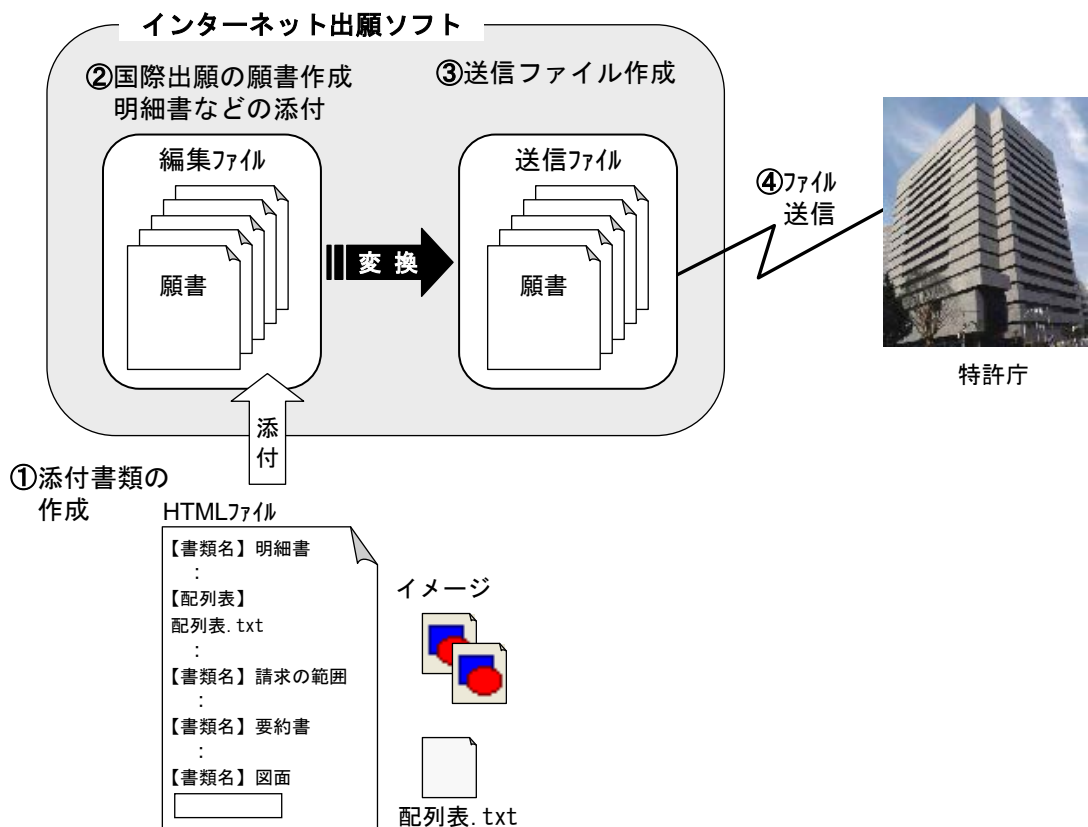 インターネット出願ソフト
②国際出願の願書作成
明細書などの添付
③送信ファイル作成
編集ﾌｧｲﾙ
願書
変換
送信ﾌｧｲﾙ
願書
④ﾌｧｲﾙ
送信
特許庁
添
付
①添付書類の
作成
HTMLﾌｧｲﾙ
【書類名】明細書
：
【配列表】
配列表.txt
：
【書類名】請求の範囲
：
【書類名】要約書
：
【書類名】図面
イメージ
配列表.txt